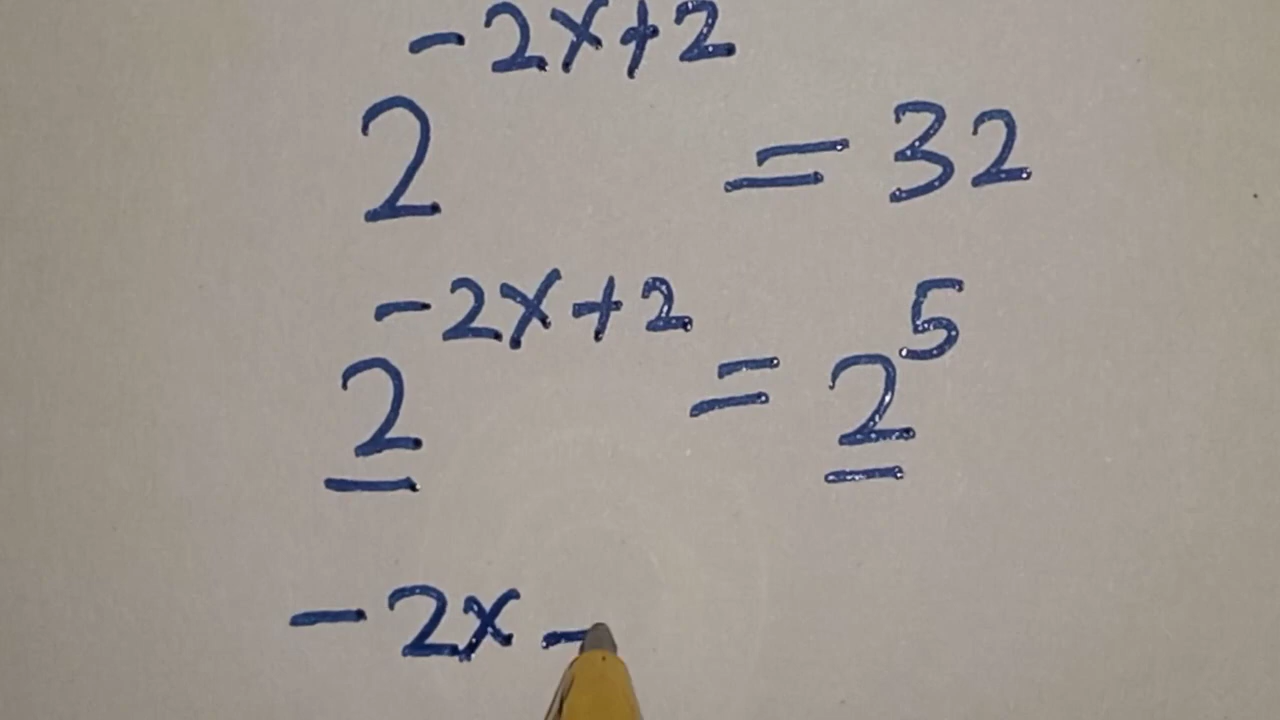 2^{-2x+2} = 32
2^{-2x+2} = 2^5
-2x -